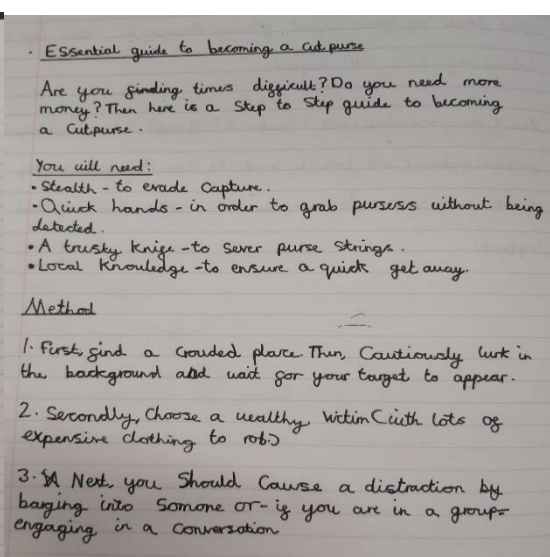 · Essential guide to becoming a cut purse
Are you finding times difficult? Do you need more
money? Then here is a Step to Step guide to becoming
a Cutpurse.
You will need:
• Stealth - to evade Capture.
• Quick hands - in order to grab pursess without being
detected.
• A trusty knife - to sever purse strings.
• Local knowledge - to ensure a quick get away.
Method
1. First, find a Crouded place. Then, Cautiously lurk in
the background and wait for your target to appear.
2. Secondly, Choose a wealthy victim (with lots of
expensive clothing to rob.)
3. Next, you Should Cause a distraction by
barging into Somone or - if you are in a group -
engaging in a Conversation